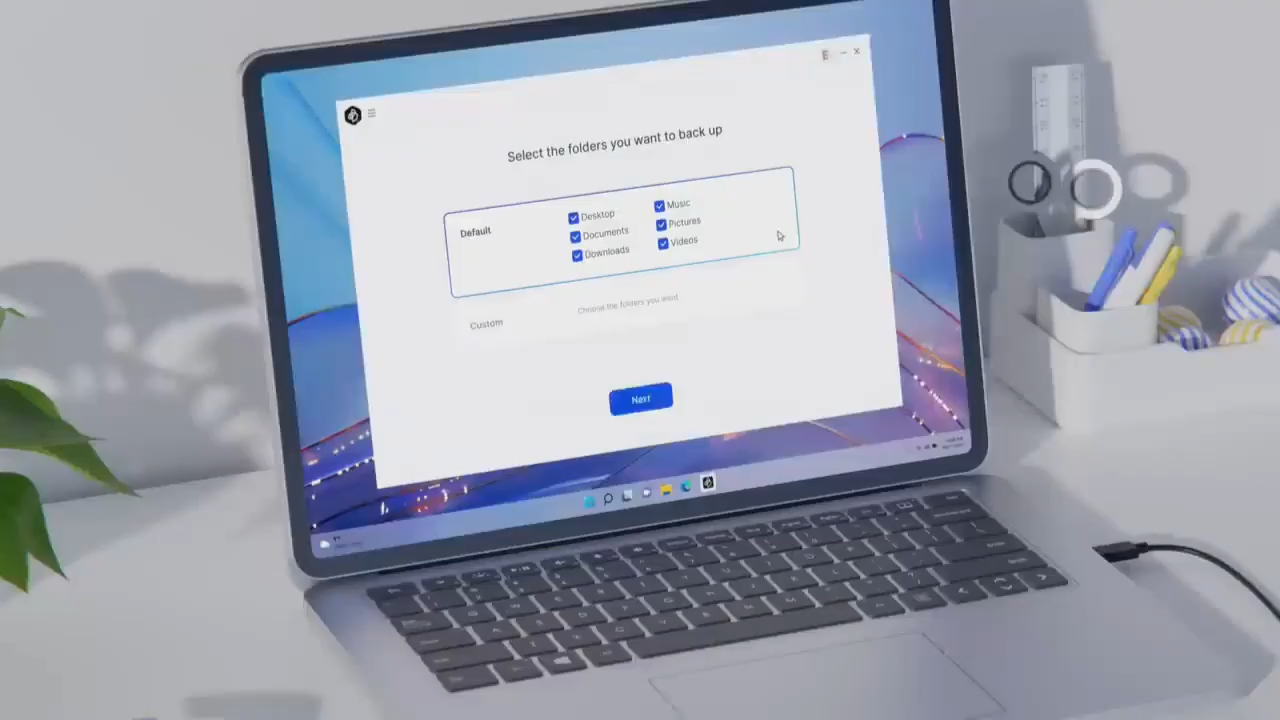 Select the folders you want to back up
Default
Desktop
Music
Documents
Pictures
Downloads
Videos
Custom
Choose the folders you want
Next